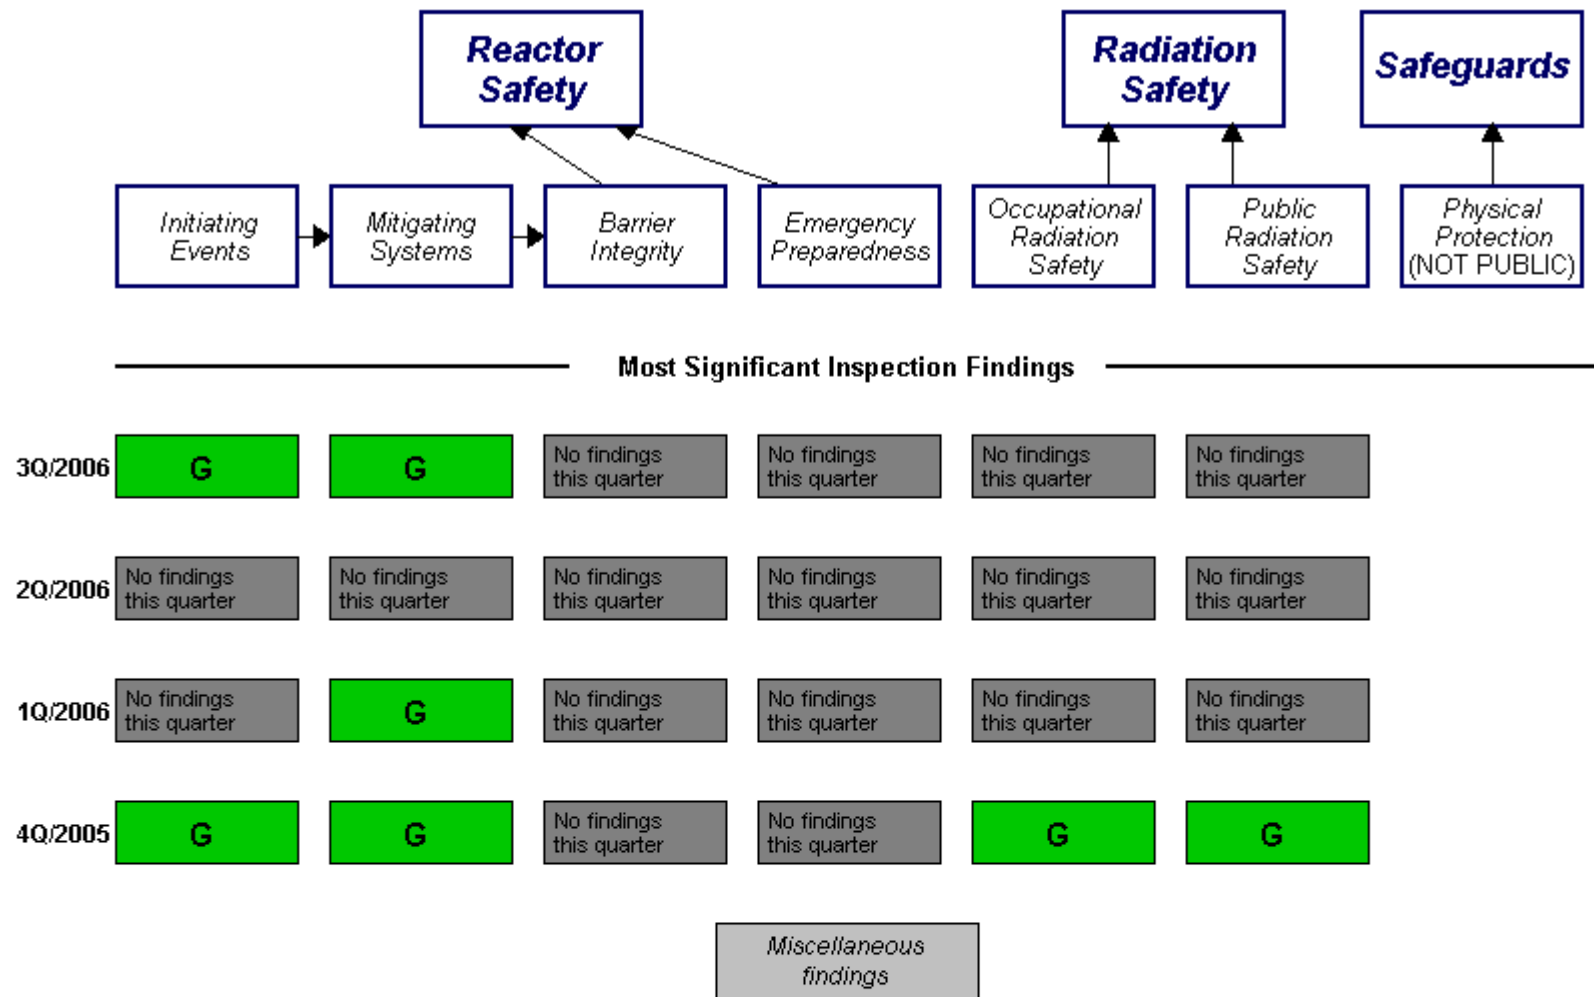 Reactor
Safety
Radiation
Safety
Safeguards
Initiating
Events
Mitigating
Systems
Barrier
Integrity
Emergency
Preparedness
Occupational
Radiation
Safety
Public
Radiation
Safety
Physical
Protection
(NOT PUBLIC)
Most Significant Inspection Findings
3Q/2006
G
G
No findings
this quarter
No findings
this quarter
No findings
this quarter
No findings
this quarter
2Q/2006
No findings
this quarter
No findings
this quarter
No findings
this quarter
No findings
this quarter
No findings
this quarter
No findings
this quarter
1Q/2006
No findings
this quarter
G
No findings
this quarter
No findings
this quarter
No findings
this quarter
No findings
this quarter
4Q/2005
G
G
No findings
this quarter
No findings
this quarter
G
G
Miscellaneous
findings